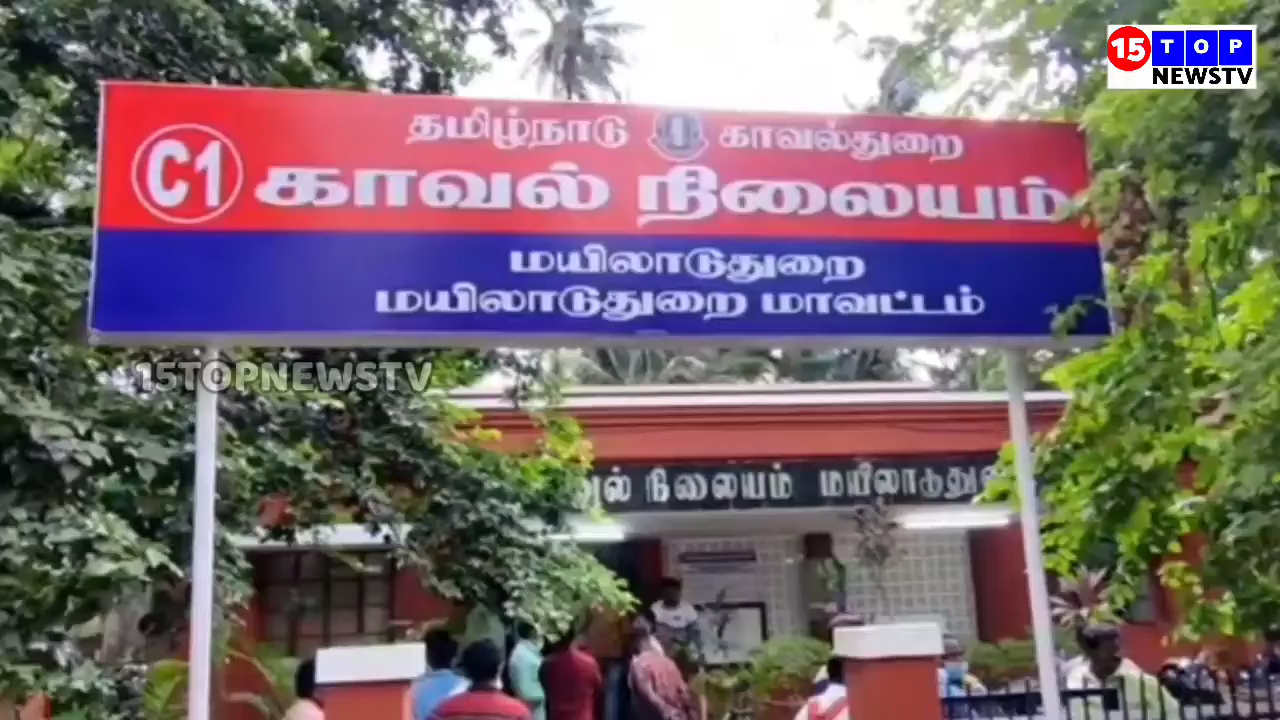 15 TOP
NEWSTV
தமிழ்நாடு காவல்துறை
C1 காவல் நிலையம்
மயிலாடுதுறை
மயிலாடுதுறை மாவட்டம்
15TOPNEWSTV
நிலையம்